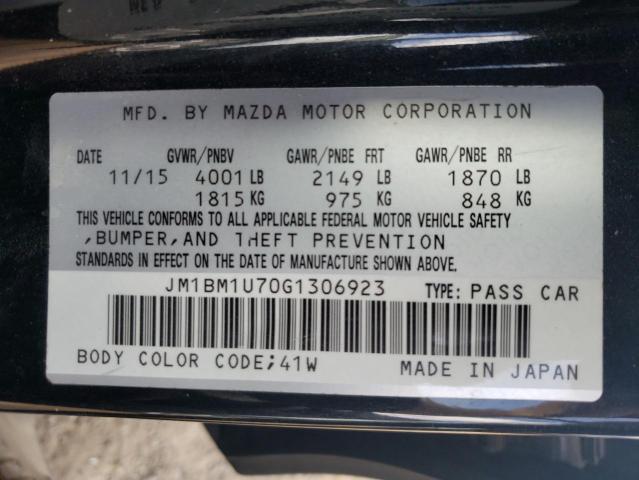 MFD. BY MAZDA MOTOR CORPORATION
DATE GVWR/PNBV GAWR/PNBE FRT GAWR/PNBE RR
11/15 4001 LB 2149 LB 1870 LB
1815 KG 975 KG 848 KG
THIS VEHICLE CONFORMS TO ALL APPLICABLE FEDERAL MOTOR VEHICLE SAFETY
,BUMPER,AND THEFT PREVENTION
STANDARDS IN EFFECT ON THE DATE OF MANUFACTURE SHOWN ABOVE.
JM1BM1U70G1306923 TYPE: PASS CAR
BODY COLOR CODE;41W MADE IN JAPAN